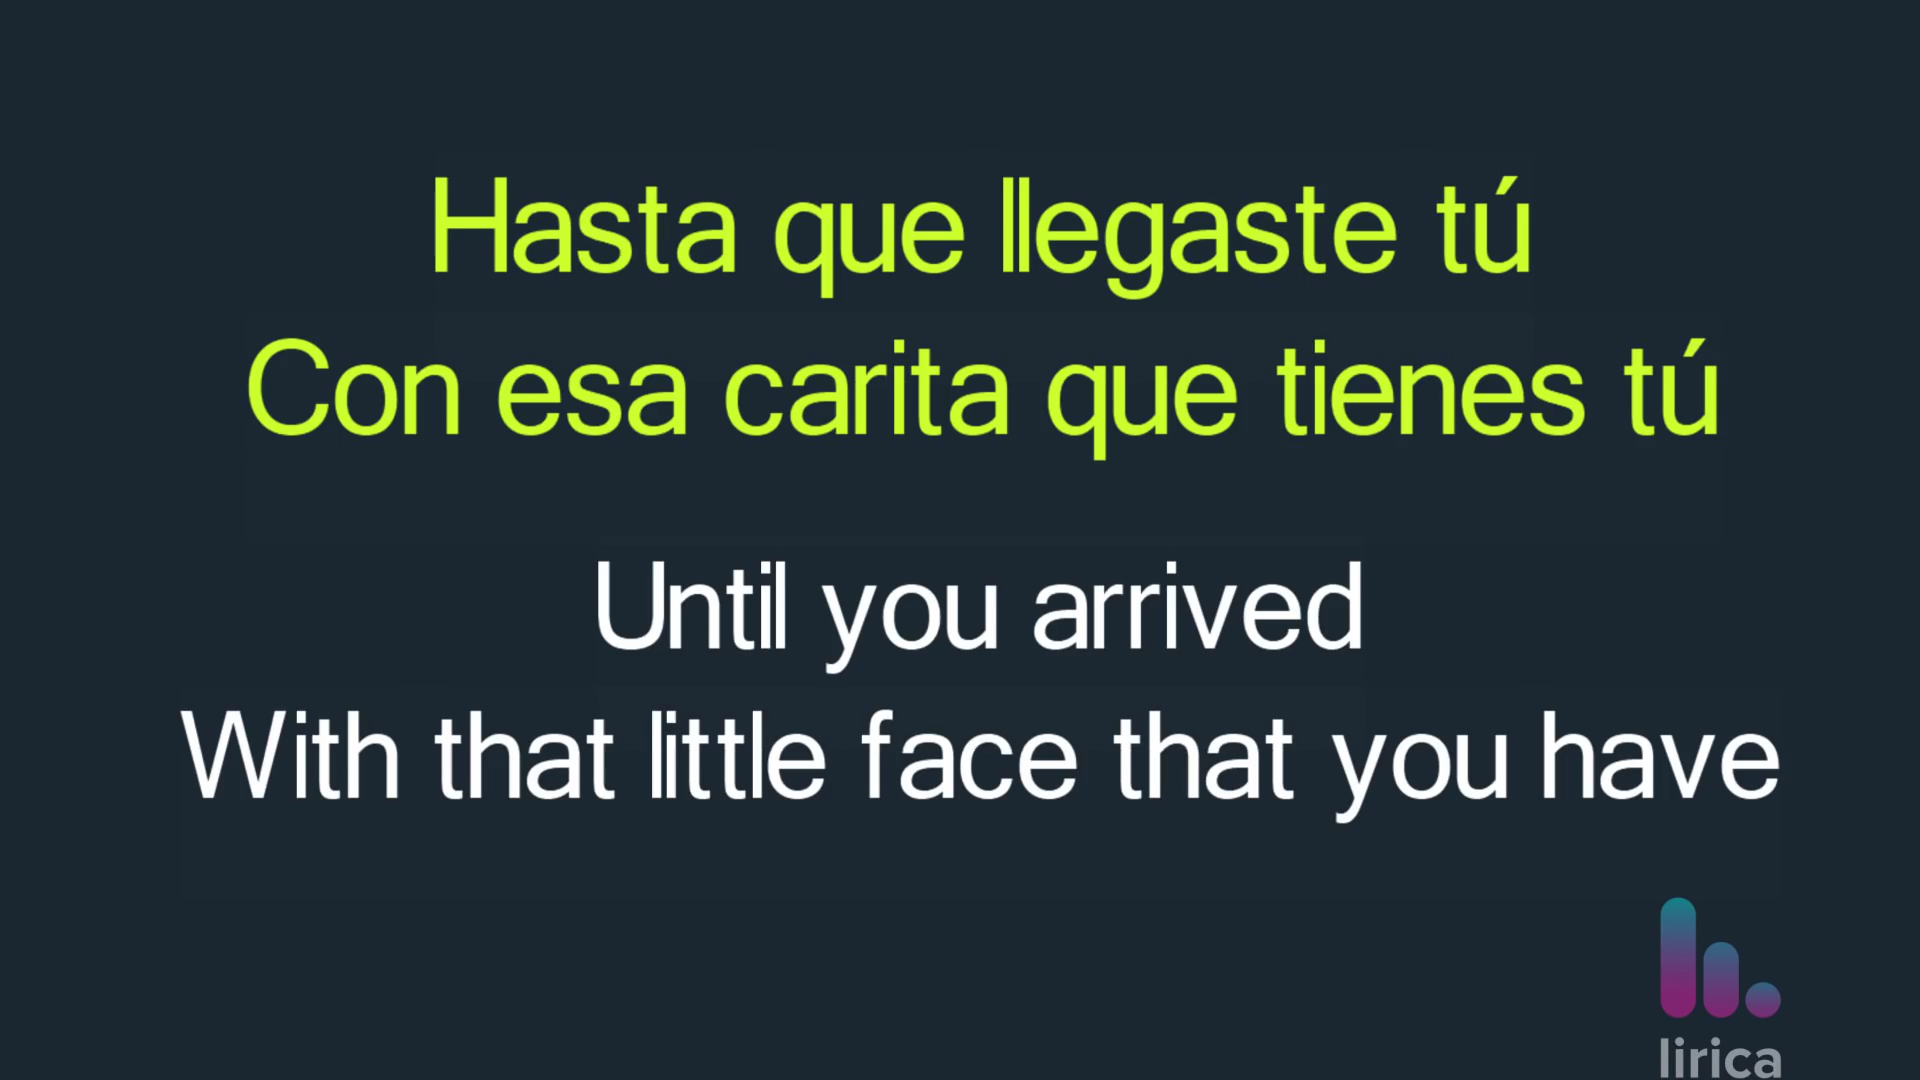 Hasta que llegaste tú
Con esa carita que tienes tú
Until you arrived
With that little face that you have
lirica